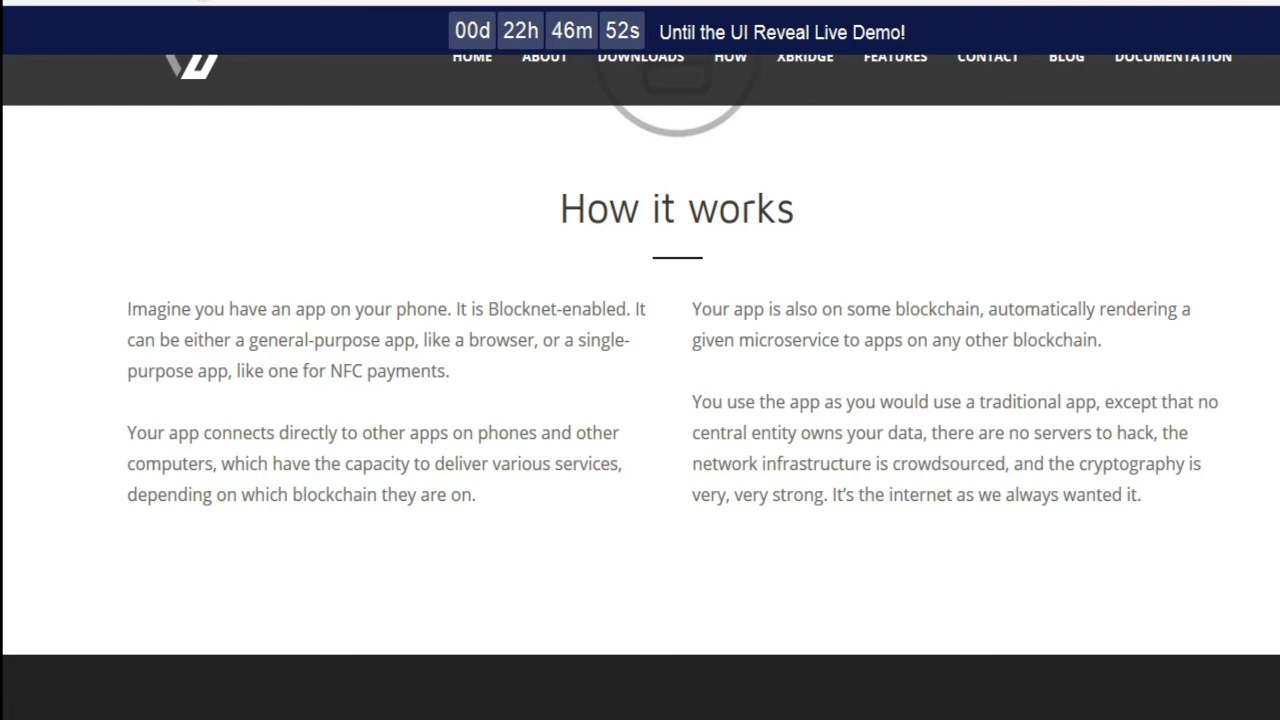 00d 22h 46m 52s Until the UI Reveal Live Demo!
HOME ABOUT DOWNLOADS HOW XBRIDGE FEATURES CONTACT BLOG DOCUMENTATION
How it works
Imagine you have an app on your phone. It is Blocknet-enabled. It
can be either a general-purpose app, like a browser, or a single-
purpose app, like one for NFC payments.
Your app connects directly to other apps on phones and other
computers, which have the capacity to deliver various services,
depending on which blockchain they are on.
Your app is also on some blockchain, automatically rendering a
given microservice to apps on any other blockchain.
You use the app as you would use a traditional app, except that no
central entity owns your data, there are no servers to hack, the
network infrastructure is crowdsourced, and the cryptography is
very, very strong. It’s the internet as we always wanted it.